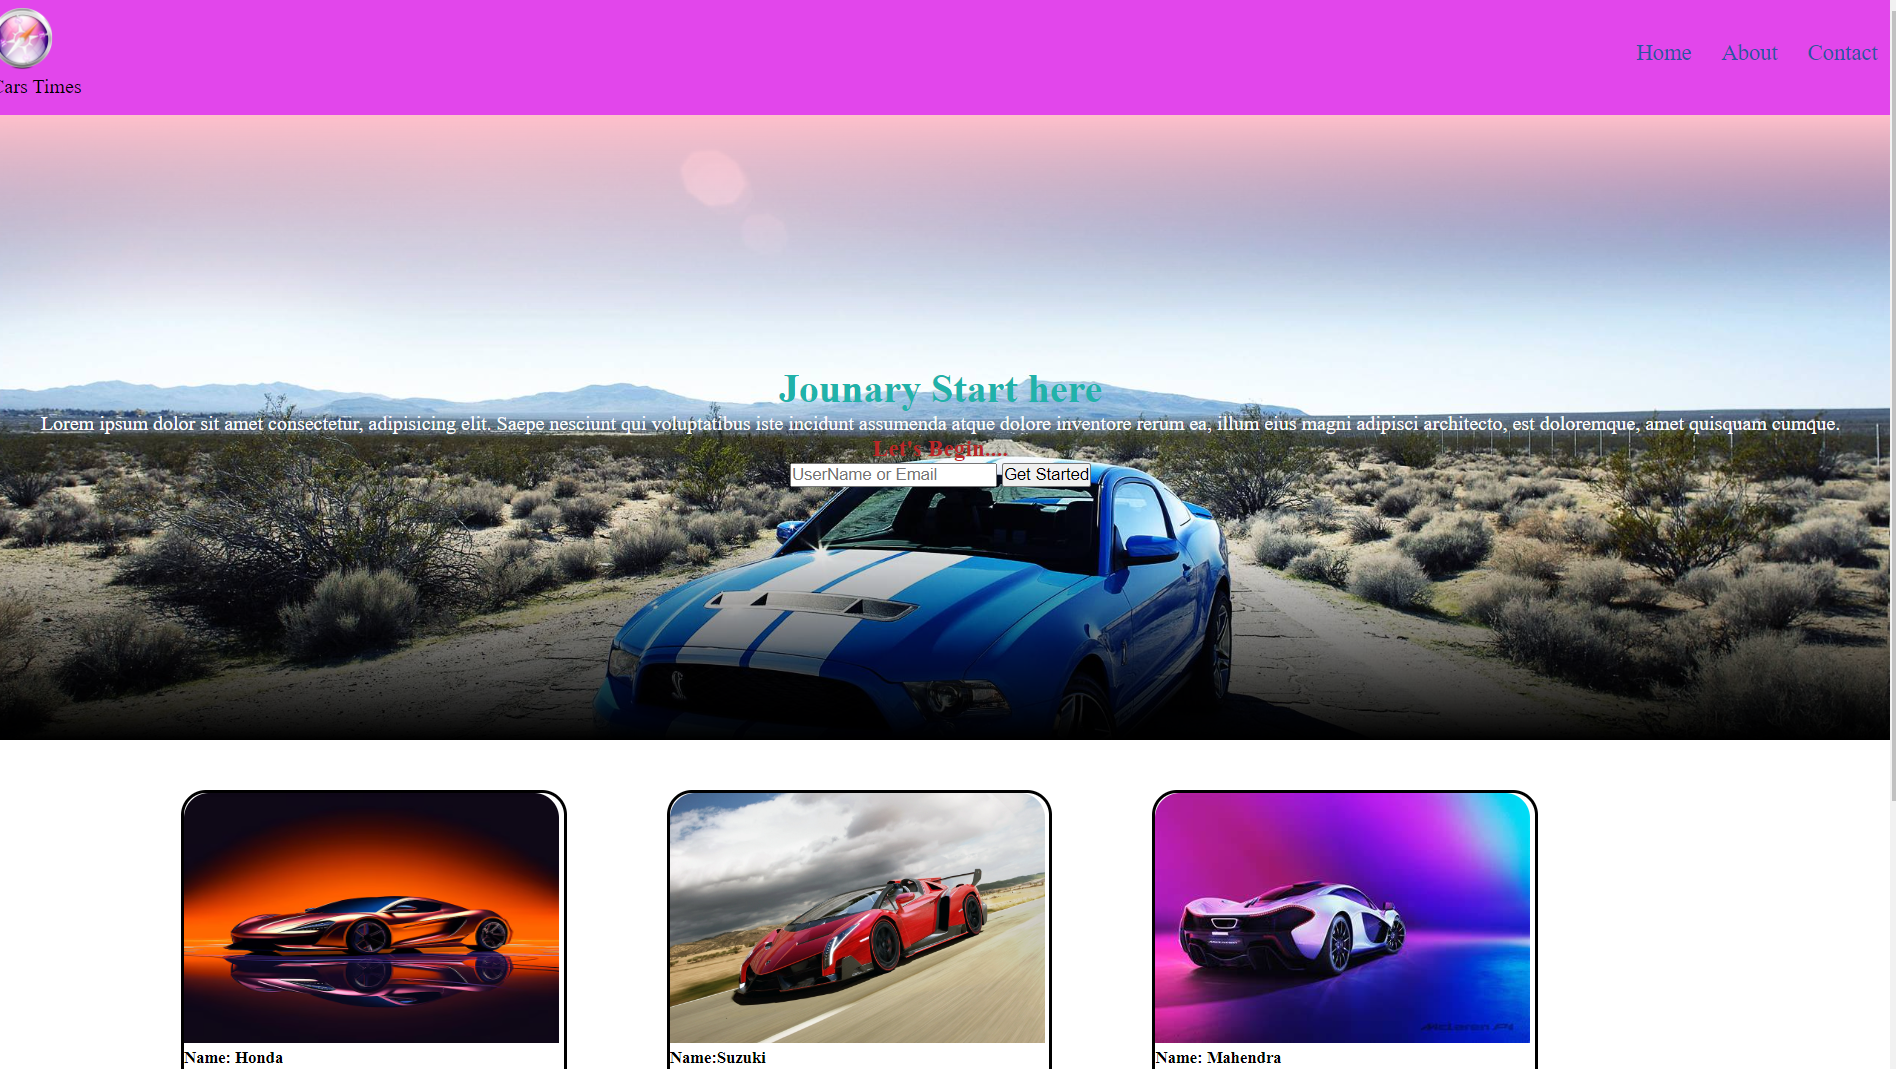 Cars Times
Home About Contact
Jounary Start here
Lorem ipsum dolor sit amet consectetur, adipisicing elit. Saepe nesciunt qui voluptatibus iste incidunt assumenda atque dolore inventore rerum ea, illum eius magni adipisci architecto, est doloremque, amet quisquam cumque.
Let's Begin....
UserName or Email Get Started
McLaren P1
Name: Honda
Name:Suzuki
Name: Mahendra